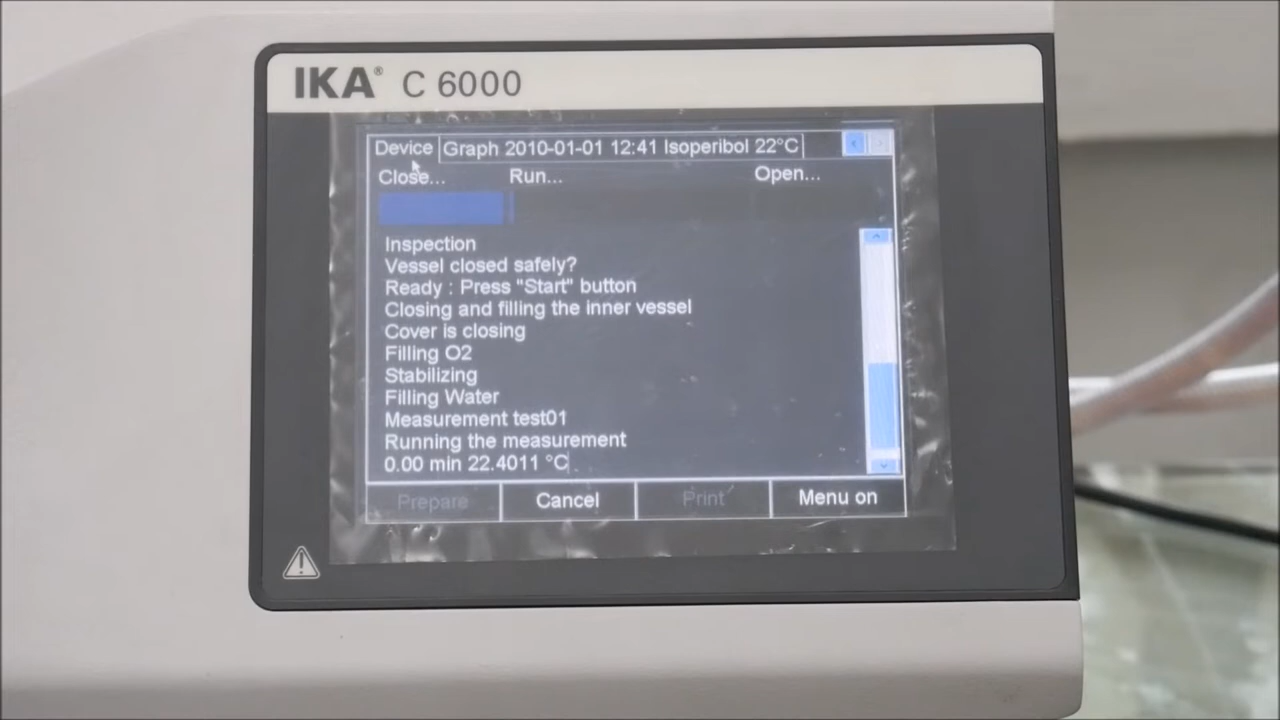 IKA® C 6000
Device Graph 2010-01-01 12:41 Isoperibol 22°C
Close... Run... Open...
Inspection
Vessel closed safely?
Ready : Press "Start" button
Closing and filling the inner vessel
Cover is closing
Filling O2
Stabilizing
Filling Water
Measurement test01
Running the measurement
0.00 min 22.4011 °C
Prepare Cancel Print Menu on